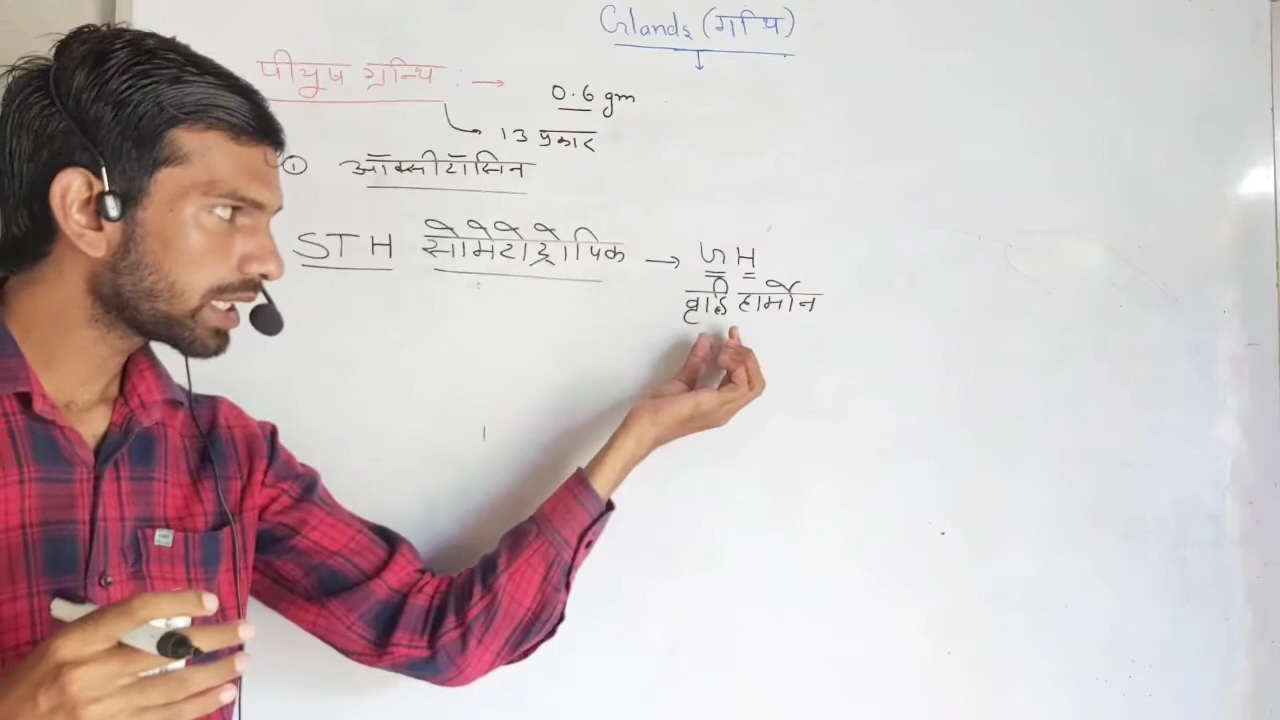 Glands (ग्रंथि)
पीयुष ग्रन्थि : →
0.6 gm
13 प्रकार
① ऑक्सीटॉसिन
STH सोमेटोट्रोपिक → GH
वृद्धि हार्मोन